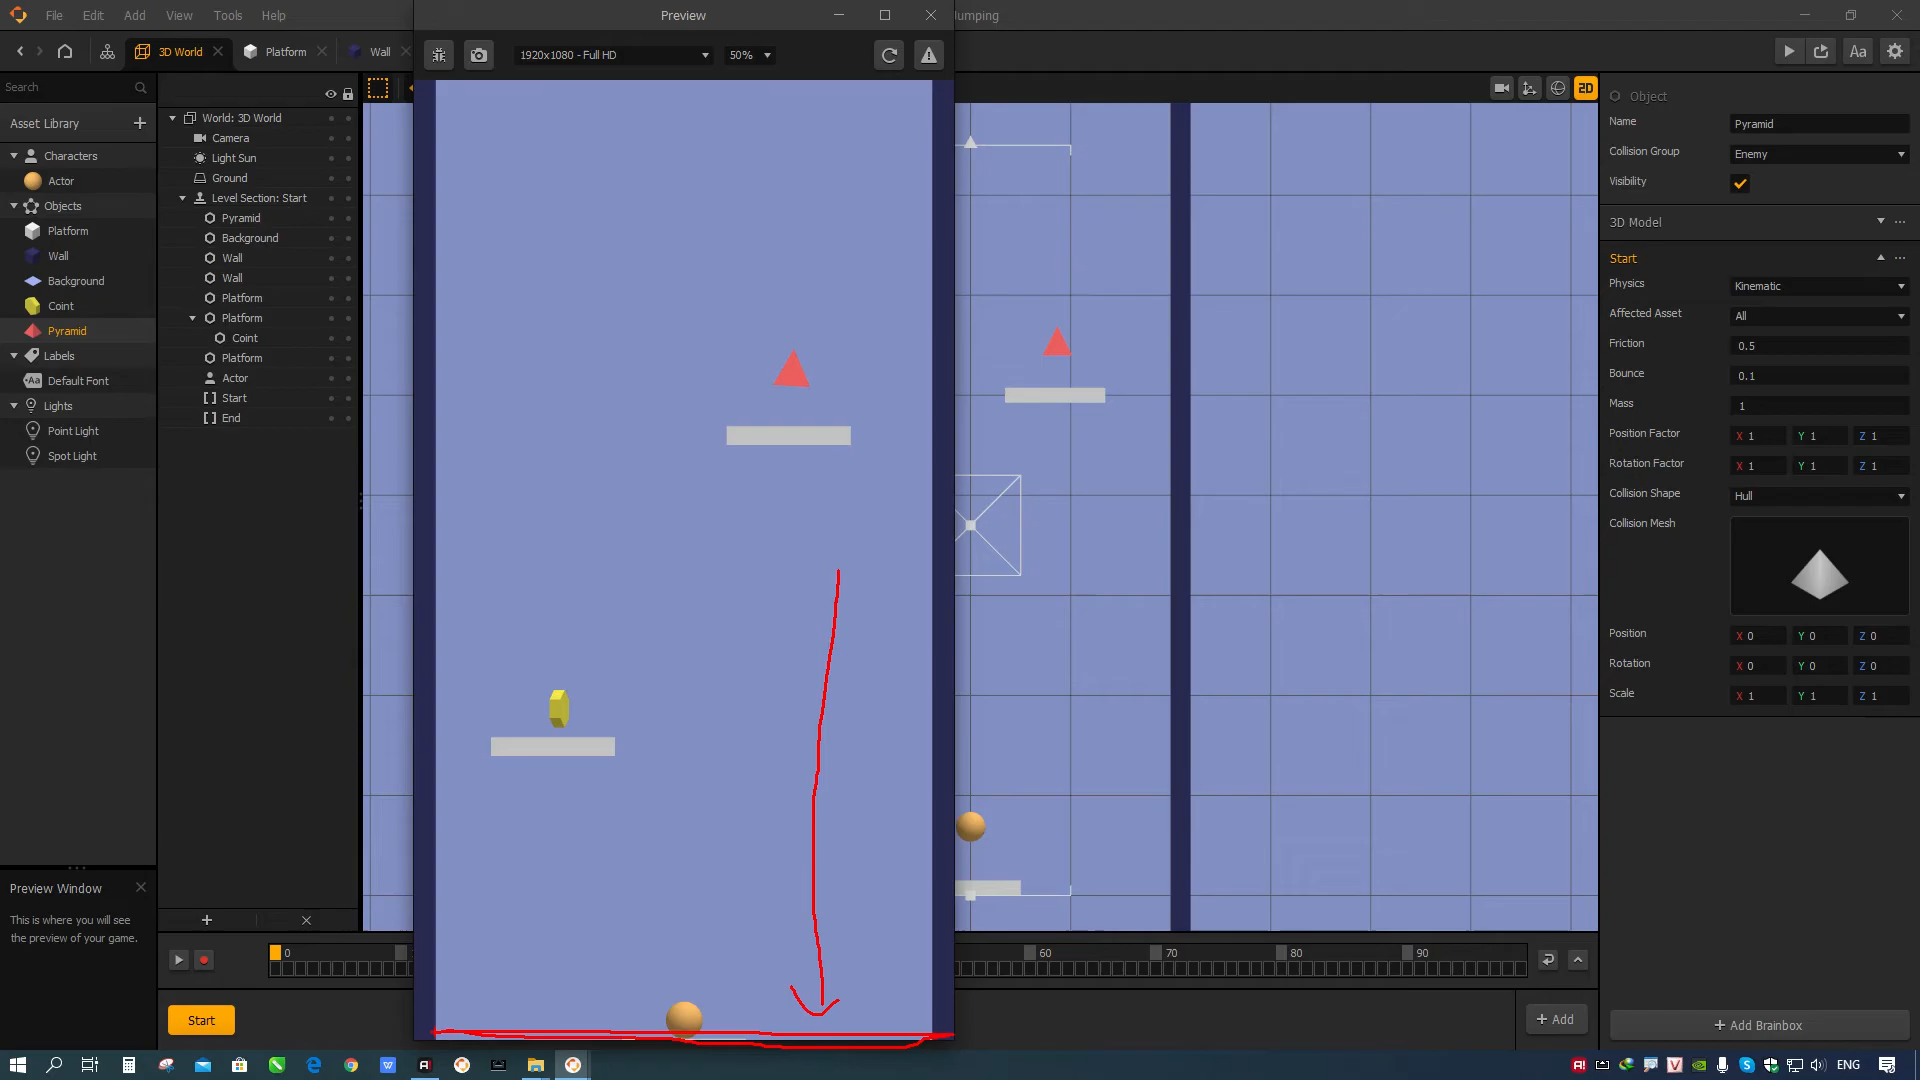 File Edit Add View Tools Help
Preview
Jumping
3D World Platform Wall
1920x1080 - Full HD 50%
Aa
Search
Asset Library
Characters
Actor
Objects
Platform
Wall
Background
Coint
Pyramid
Labels
Aa Default Font
Lights
Point Light
Spot Light
World: 3D World
Camera
Light Sun
Ground
Level Section: Start
Pyramid
Background
Wall
Wall
Platform
Platform
Coint
Platform
Actor
Start
End
2D
Object
Name Pyramid
Collision Group Enemy
Visibility
3D Model
Start
Physics Kinematic
Affected Asset All
Friction 0.5
Bounce 0.1
Mass 1
Position Factor X 1 Y 1 Z 1
Rotation Factor X 1 Y 1 Z 1
Collision Shape Hull
Collision Mesh
Position X 0 Y 0 Z 0
Rotation X 0 Y 0 Z 0
Scale X 1 Y 1 Z 1
Preview Window
This is where you will see
the preview of your game.
0 60 70 80 90
Start
Add
Add Brainbox
ENG